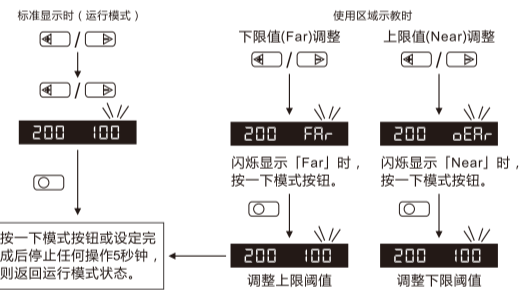 标准显示时（运行模式）
使用区域示教时
下限值(Far)调整
上限值(Near)调整
/
/
/
/
200 100
200 FAr
200 nEAr
闪烁显示「Far」时，
按一下模式按钮。
闪烁显示「Near」时，
按一下模式按钮。
按一下模式按钮或设定完
成后停止任何操作5秒钟，
则返回运行模式状态。
200 100
200 100
调整上限阈值
调整下限阈值